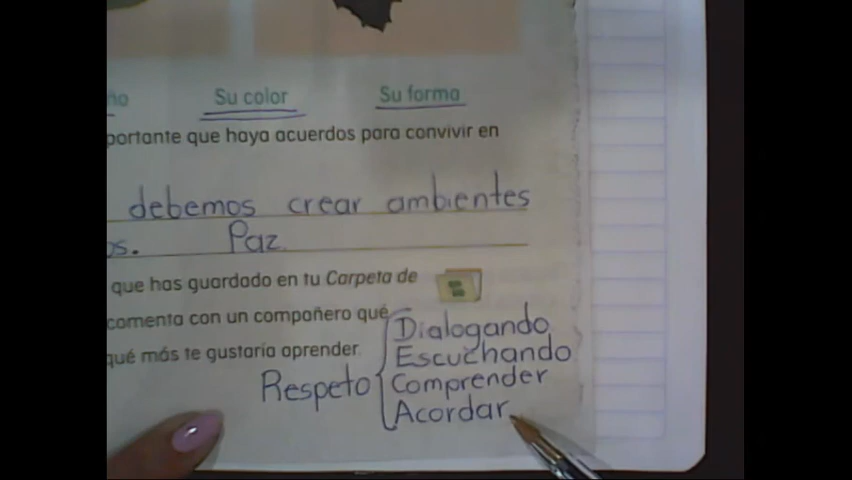 ño Su color Su forma
portante que haya acuerdos para convivir en
debemos crear ambientes
os. Paz
que has guardado en tu Carpeta de
comenta con un compañero qué
qué más te gustaría aprender.
Respeto
Dialogando
Escuchando
Comprender
Acordar